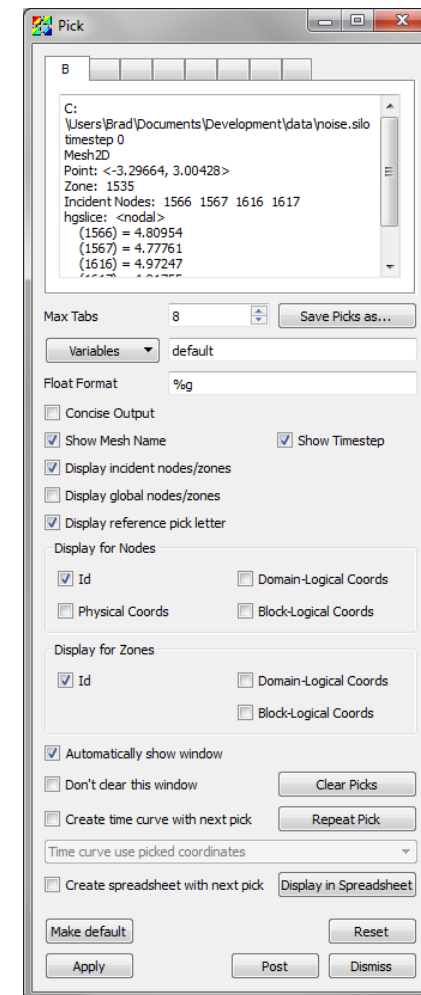 Pick
B
C:
\Users\Brad\Documents\Development\data\noise.silo
timestep 0
Mesh2D
Point: <-3.29664, 3.00428>
Zone: 1535
Incident Nodes: 1566 1567 1616 1617
hgslice: <nodal>
(1566) = 4.80954
(1567) = 4.77761
(1616) = 4.97247
Max Tabs 8 Save Picks as...
Variables default
Float Format %g
Concise Output
Show Mesh Name Show Timestep
Display incident nodes/zones
Display global nodes/zones
Display reference pick letter
Display for Nodes
Id Domain-Logical Coords
Physical Coords Block-Logical Coords
Display for Zones
Id Domain-Logical Coords
Block-Logical Coords
Automatically show window
Don't clear this window Clear Picks
Create time curve with next pick Repeat Pick
Time curve use picked coordinates
Create spreadsheet with next pick Display in Spreadsheet
Make default Reset
Apply Post Dismiss